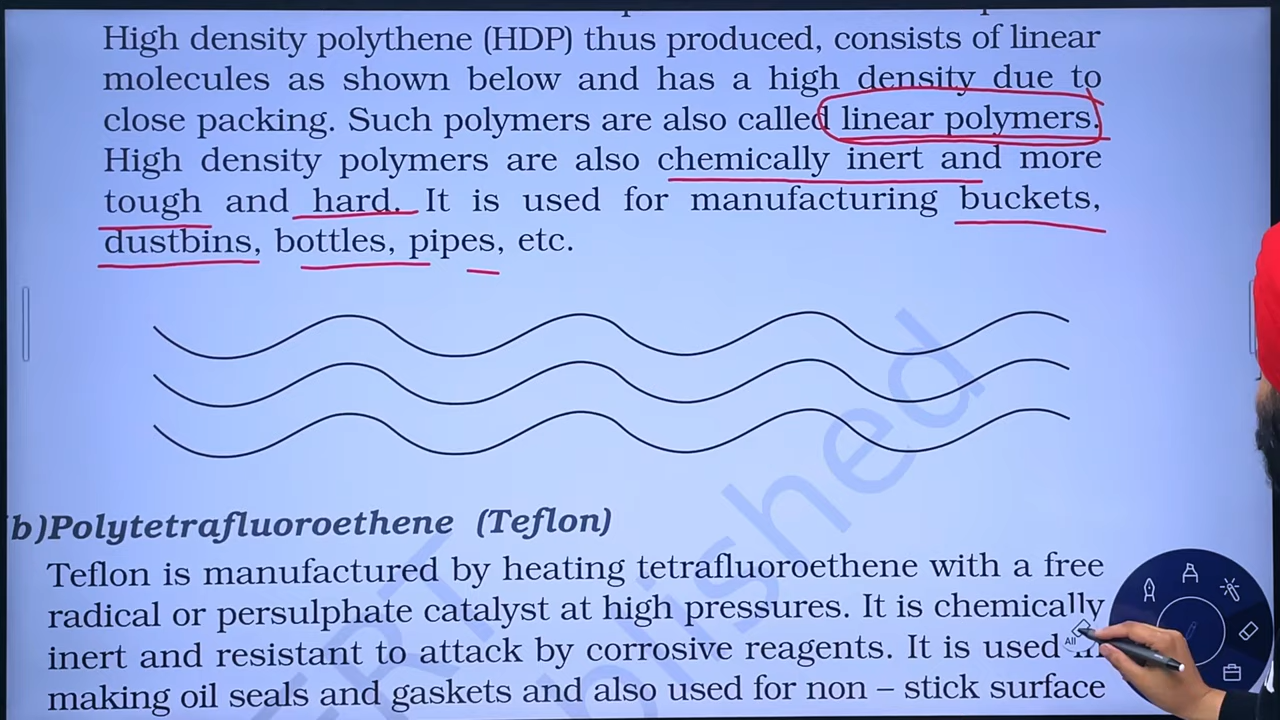 High density polythene (HDP) thus produced, consists of linear
molecules as shown below and has a high density due to
close packing. Such polymers are also called linear polymers.
High density polymers are also chemically inert and more
tough and hard. It is used for manufacturing buckets,
dustbins, bottles, pipes, etc.
b)Polytetrafluoroethene (Teflon)
Teflon is manufactured by heating tetrafluoroethene with a free
radical or persulphate catalyst at high pressures. It is chemically
inert and resistant to attack by corrosive reagents. It is used in
All
making oil seals and gaskets and also used for non – stick surface
ublished